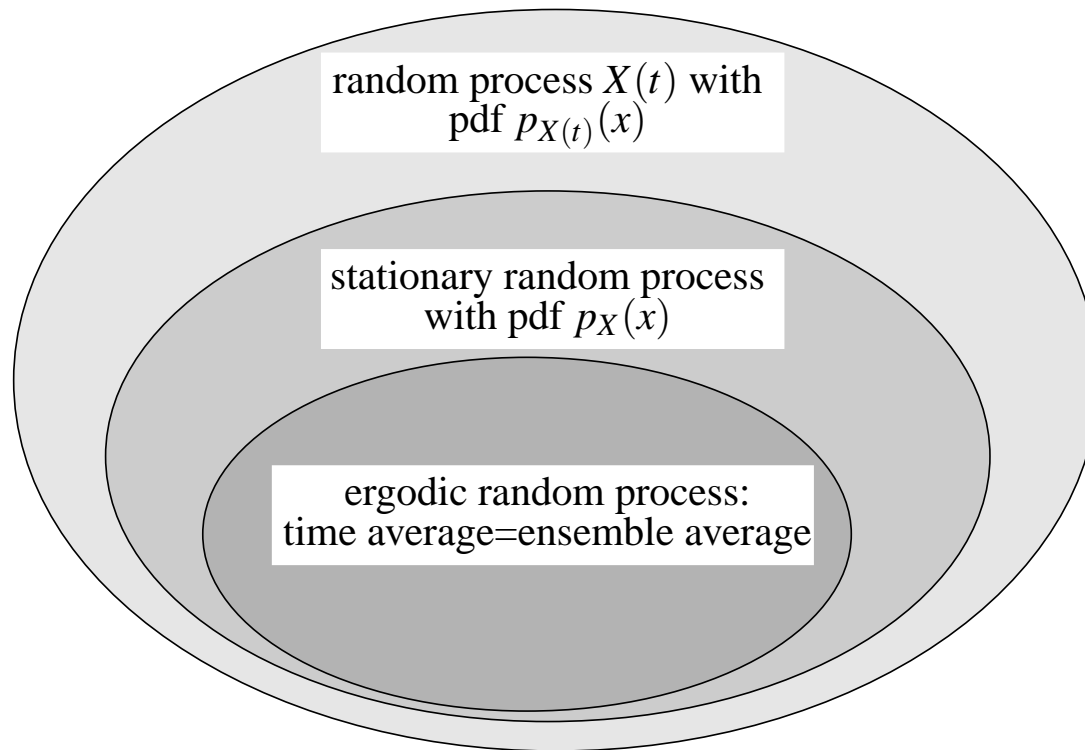 random process X(t) with
pdf p_{X(t)}(x)
stationary random process
with pdf p_X(x)
ergodic random process:
time average=ensemble average